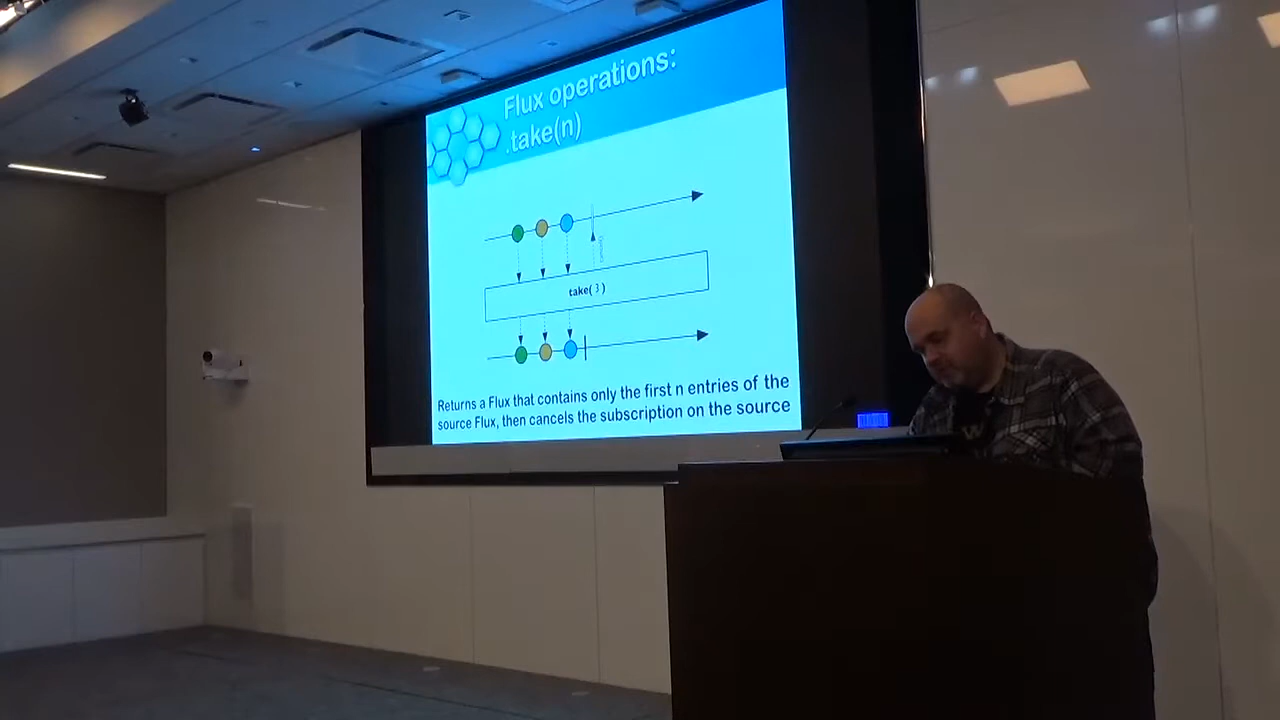 Flux operations:
.take(n)
take( 3 )
Returns a Flux that contains only the first n entries of the
source Flux, then cancels the subscription on the source